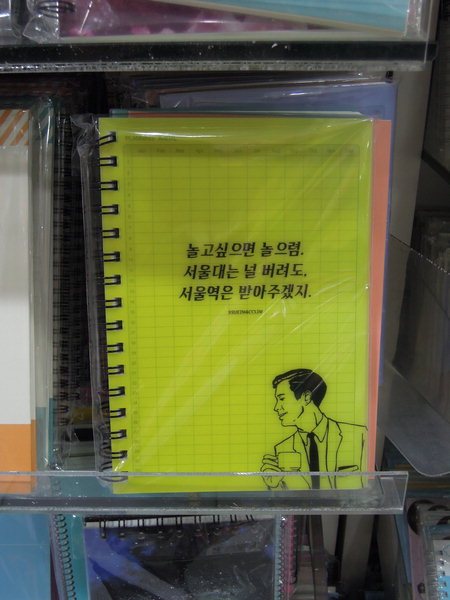 놀고싶으면 놀으렴.
서울대는 널 버려도,
서울역은 받아주겠지.